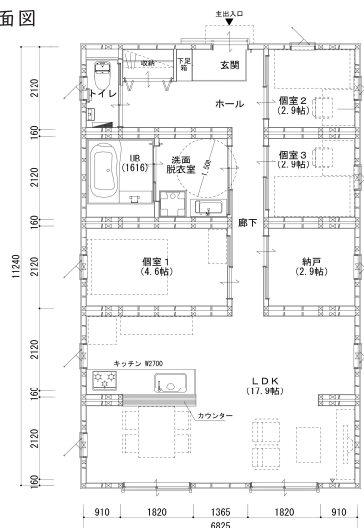 面図
主出入口
トイレ
収納
下足
箱
玄関
ホール
個室2
(2.9帖)
UB
(1616)
洗面
脱衣室
1,500
個室3
(2.9帖)
廊下
個室1
(4.6帖)
納戸
(2.9帖)
キッチン W2700
LDK
(17.9帖)
カウンター
2120
160
2120
160
2120
2120
160
2120
160
11240
910
1820
1365
1820
910
6825